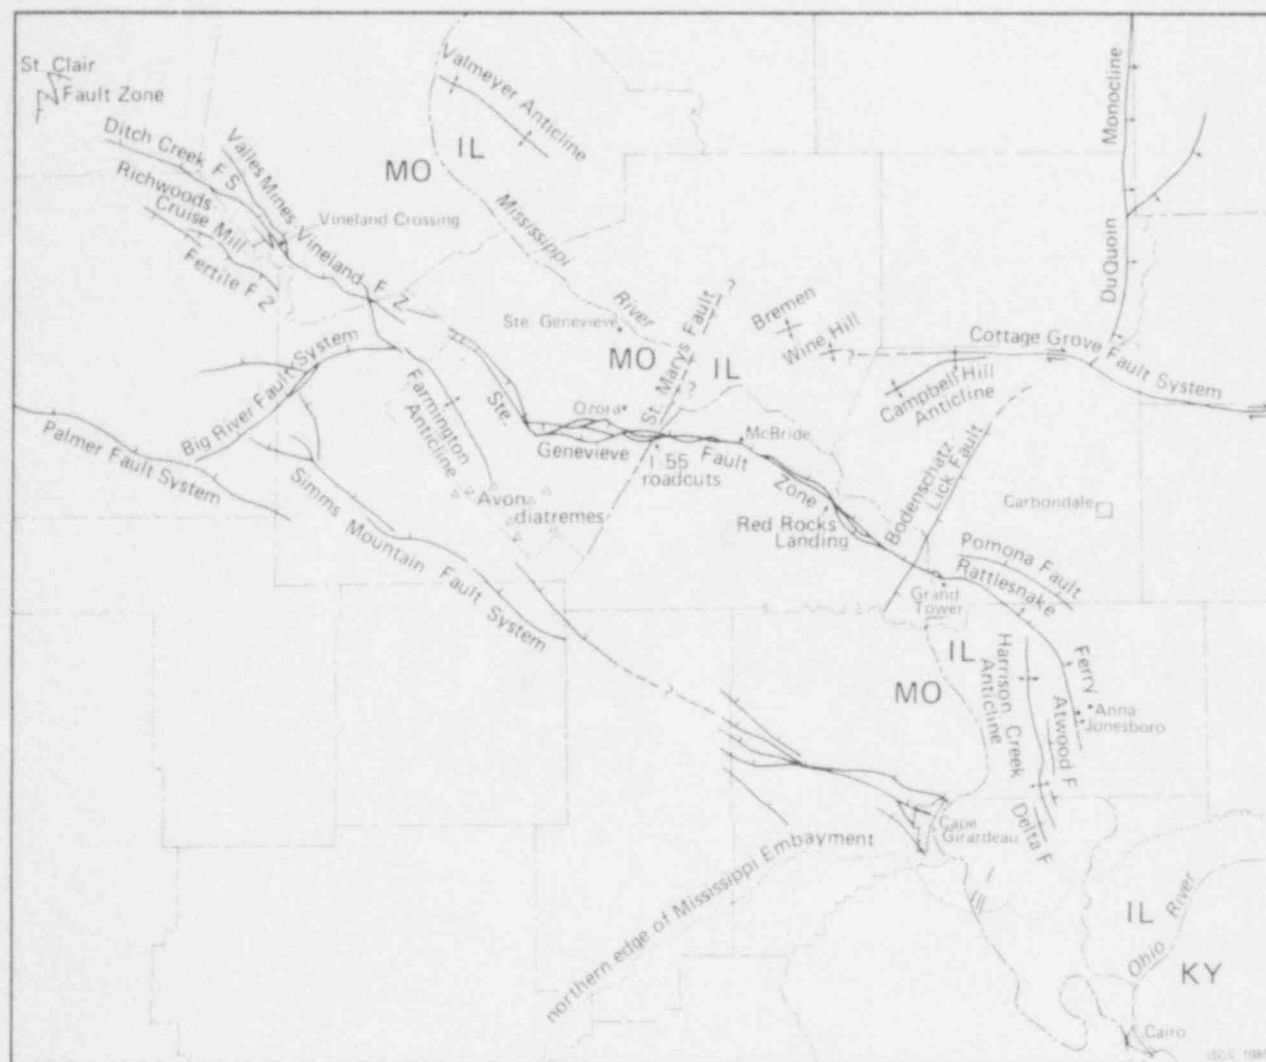 St. Clair
Fault Zone
Ditch Creek F S
Richwoods
Cruise Mill
Fertile F Z
Valles Mines Vineland F Z
Vineland Crossing
Valmeyer Anticline
MO
IL
Mississippi
River
Monocline
DuQuoin
Ste. Genevieve
St. Marys Fault
?
?
Bremen
Wine Hill
?
MO
IL
Cottage Grove Fault System
Campbell Hill
Anticline
Big River Fault System
Palmer Fault System
Farmington
Anticline
Ste.
Genevieve
Fault
Zone
Ozora
McBride
I 55
roadcuts
Simms Mountain Fault System
Avon
diatremes
Red Rocks
Landing
Bodenschatz
Lick Fault
Carbondale
Pomona Fault
Rattlesnake
Ferry
Grand
Tower
IL
MO
Harrison Creek
Anticline
Atwood F
Anna
Jonesboro
?
Delta F
Cape
Girardeau
northern edge of Mississippi Embayment
IL
Ohio River
KY
Cairo